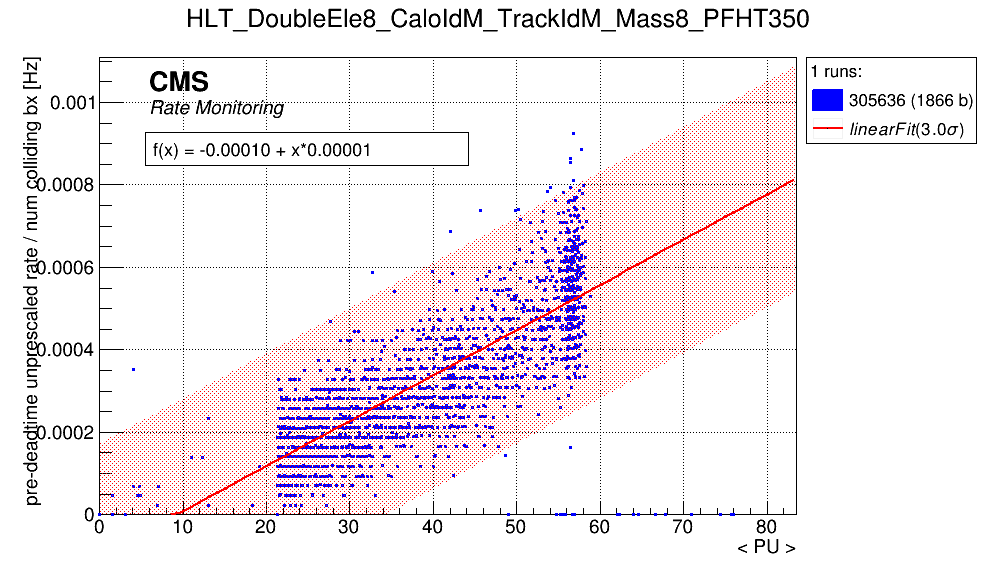 HLT_DoubleEle8_CaloIdM_TrackIdM_Mass8_PFHT350
pre-deadtime unprescaled rate / num colliding bx [Hz]
CMS
Rate Monitoring
f(x) = -0.00010 + x*0.00001
1 runs:
305636 (1866 b)
linearFit(3.0σ)
0.001
0.0008
0.0006
0.0004
0.0002
0
0 10 20 30 40 50 60 70 80
< PU >